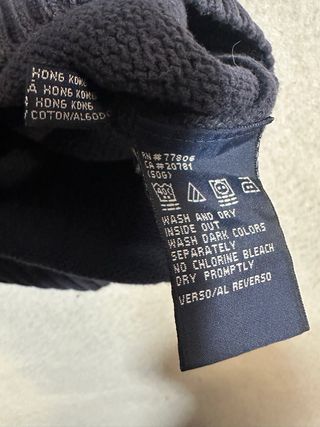 HONG KONG
A HONG KONG
HONG KONG
COTON/ALGOD
RN#77806
CA#20781
(SOG)
WASH AND DRY
INSIDE OUT
WASH DARK COLORS
SEPARATELY
NO CHLORINE BLEACH
DRY PROMPTLY
VERSO/AL REVERSO